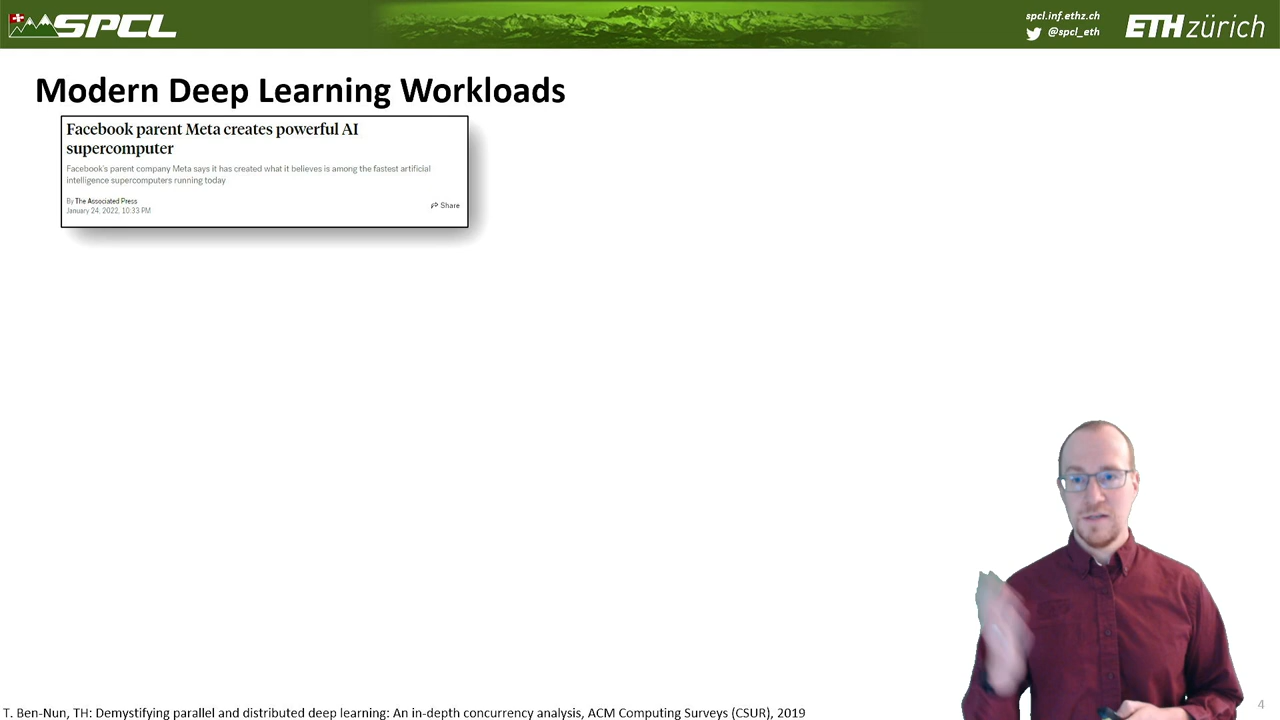 SPCL
spcl.inf.ethz.ch
@spcl_eth
ETH zürich
Modern Deep Learning Workloads
Facebook parent Meta creates powerful AI
supercomputer
Facebook's parent company Meta says it has created what it believes is among the fastest artificial
intelligence supercomputers running today
By The Associated Press
January 24, 2022, 10:33 PM
Share
T. Ben-Nun, TH: Demystifying parallel and distributed deep learning: An in-depth concurrency analysis, ACM Computing Surveys (CSUR), 2019
4